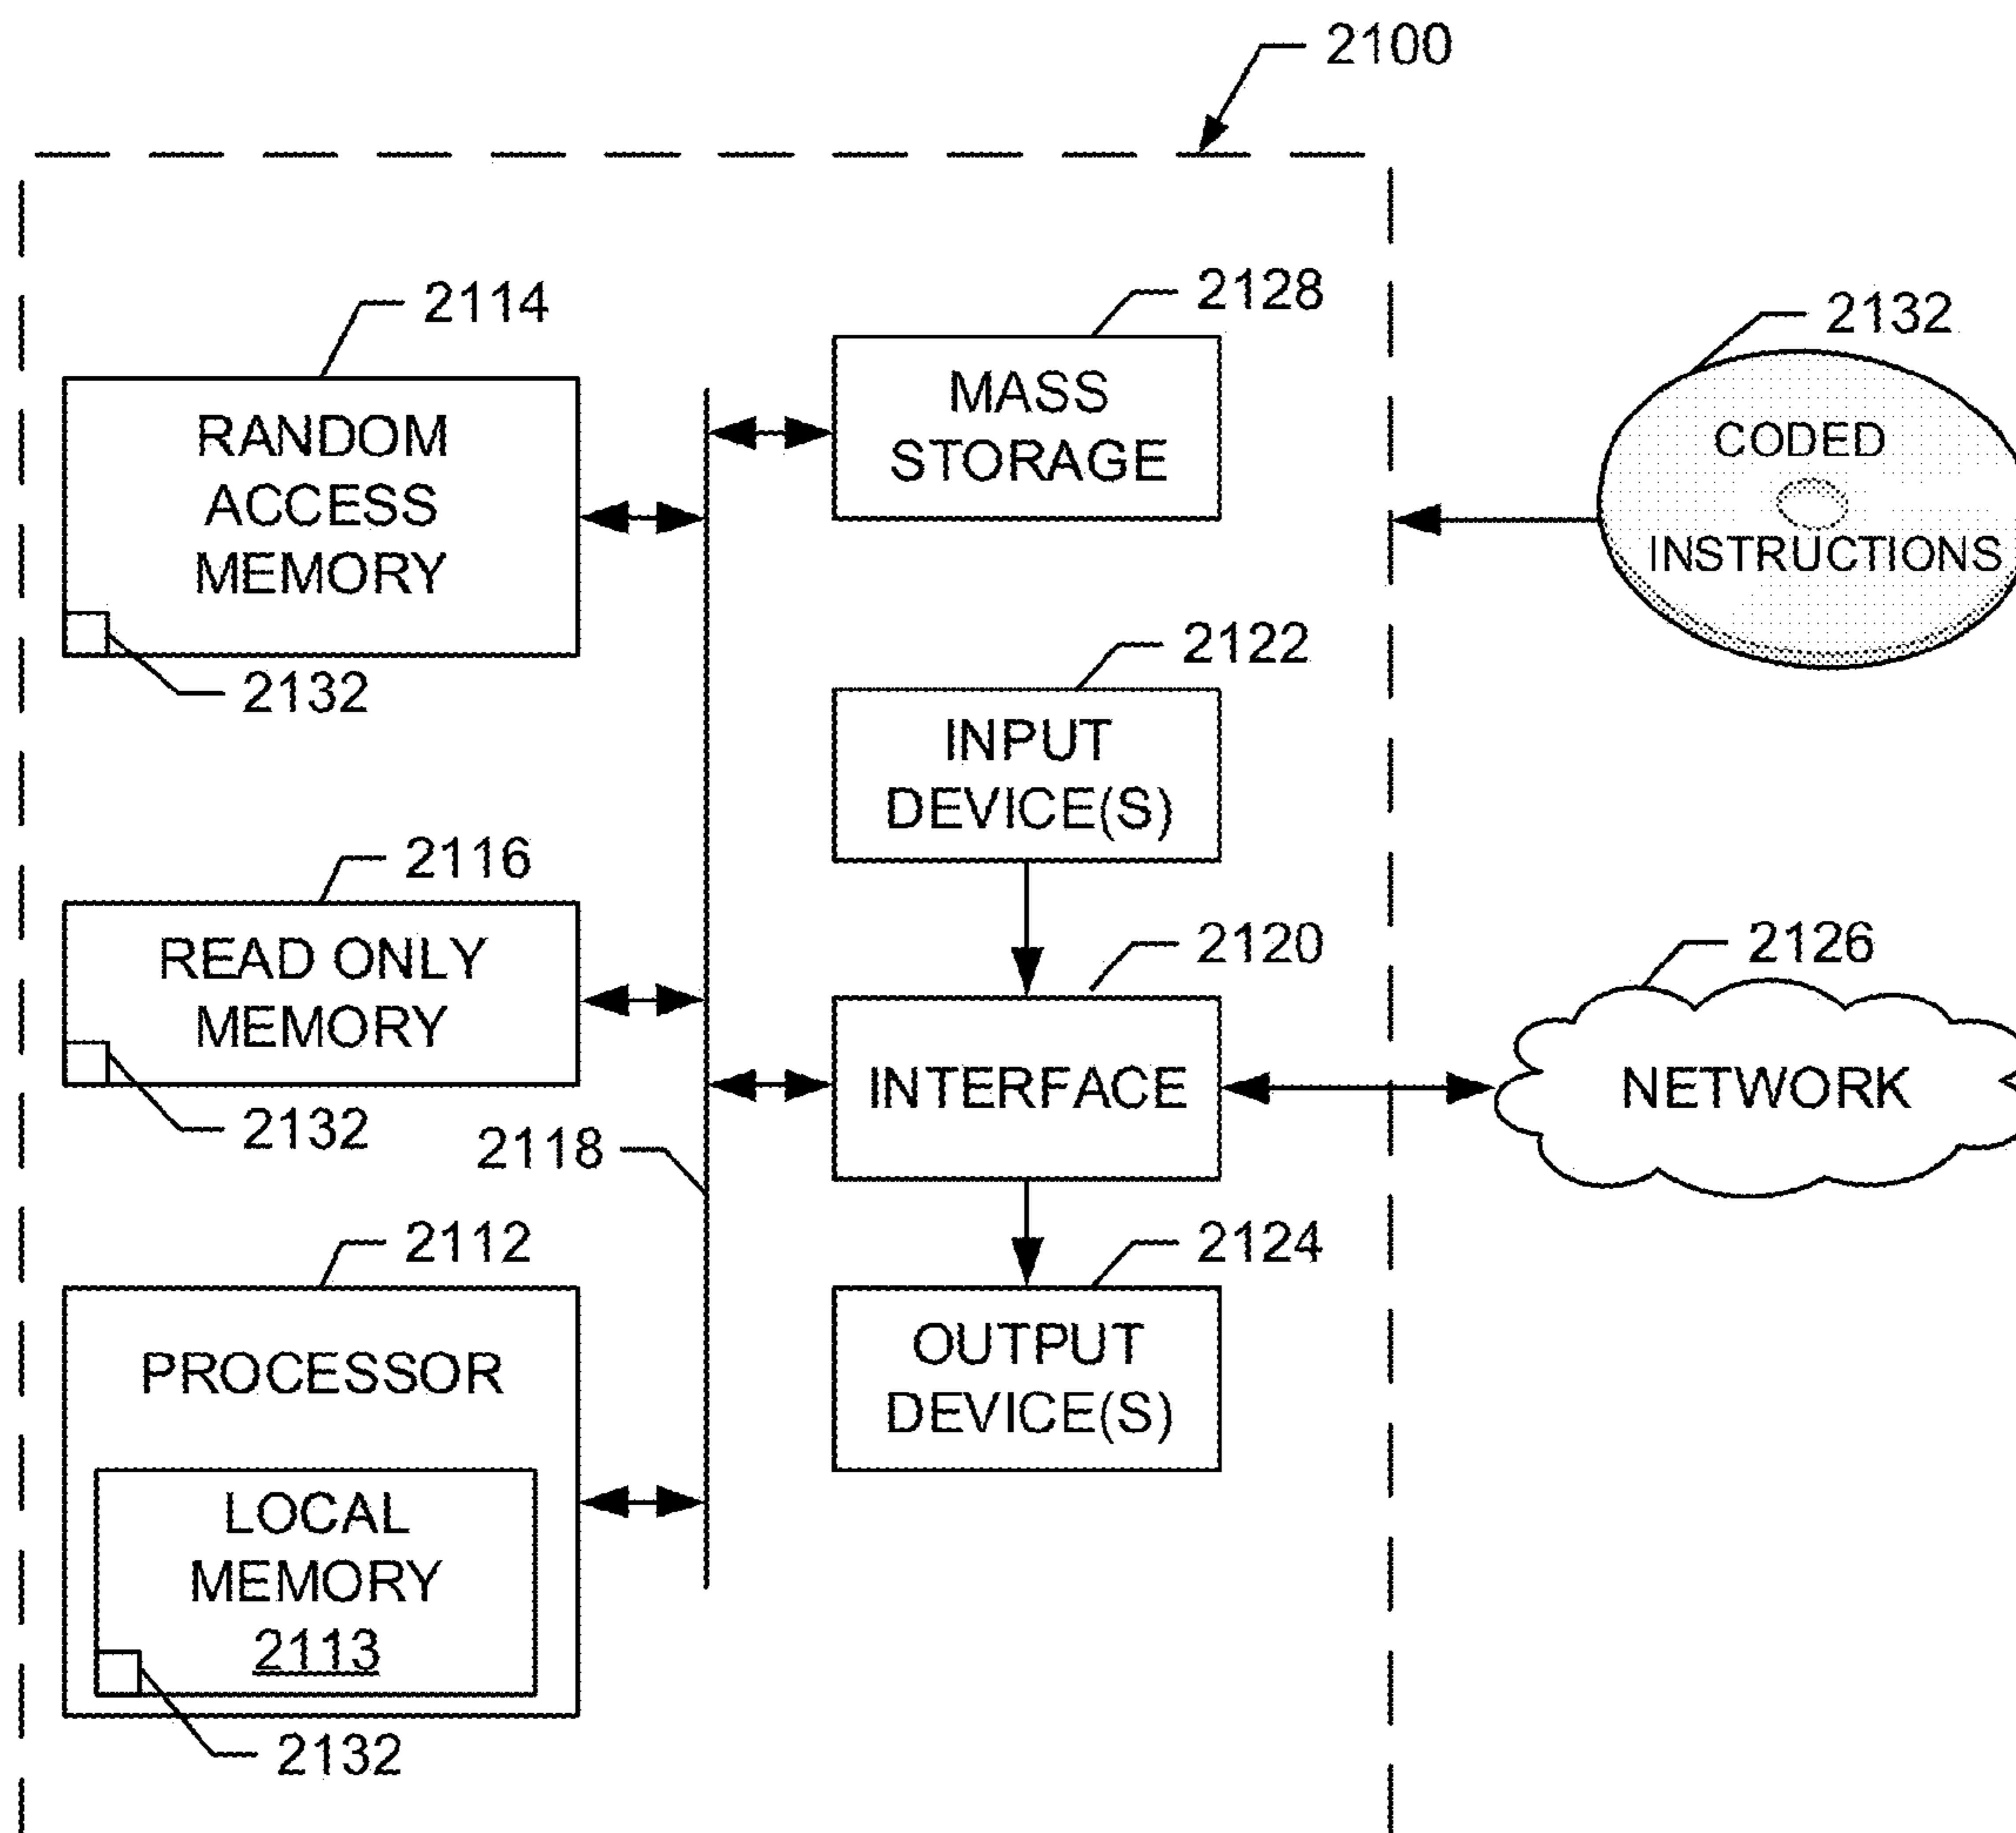 2100
2114
RANDOM
ACCESS
MEMORY
2132
2128
MASS
STORAGE
2132
CODED
INSTRUCTIONS
2122
INPUT
DEVICE(S)
2116
READ ONLY
MEMORY
2132
2118
2120
INTERFACE
2126
NETWORK
2112
PROCESSOR
LOCAL
MEMORY
2113
2132
2124
OUTPUT
DEVICE(S)